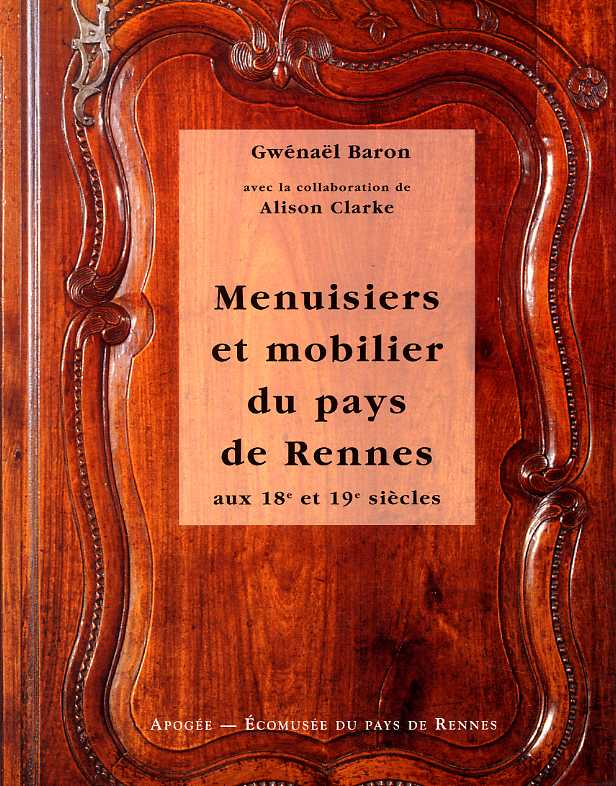 Gwénaël Baron
avec la collaboration de
Alison Clarke
Menuisiers
et mobilier
du pays
de Rennes
aux 18e et 19e siècles
Apogée — Écomusée du pays de Rennes